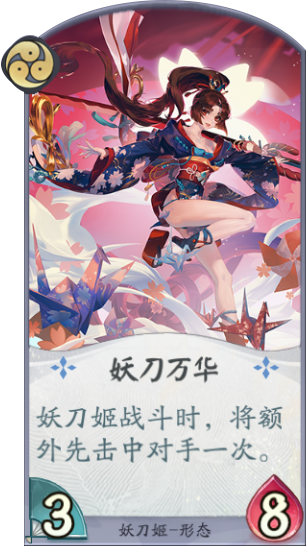 妖刀万华
妖刀姬战斗时，将额
外先击中对手一次。
3
妖刀姬-形态
8